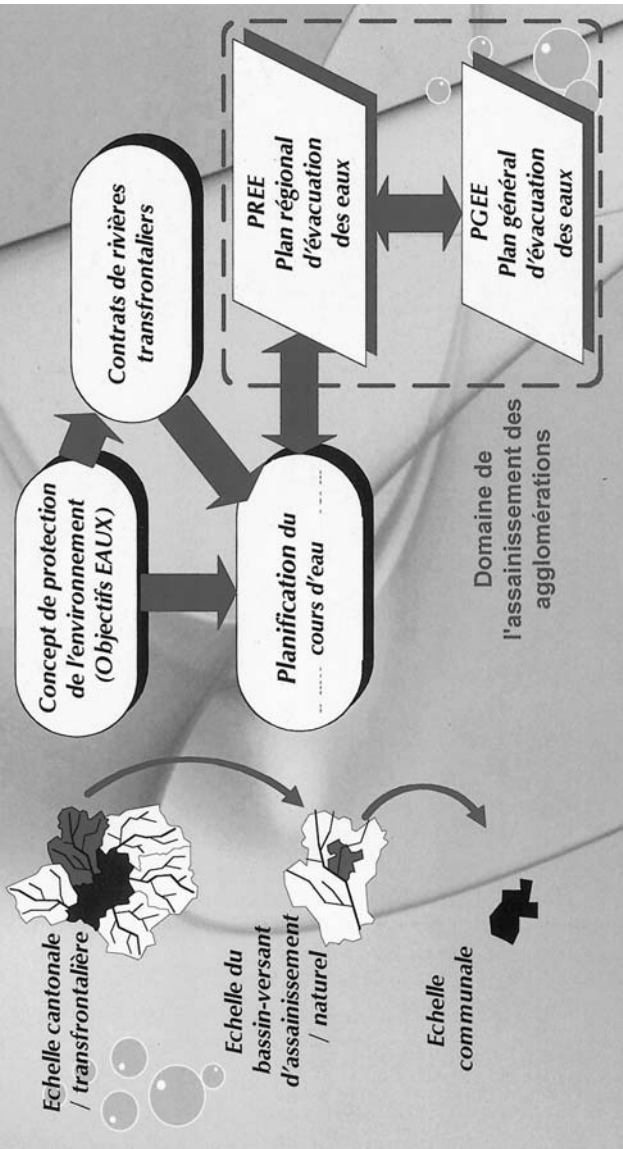 Echelle cantonale
/ transfrontalière
Concept de protection
de l'environnement
(Objectifs EAUX)
Contrats de rivières
transfrontaliers
Echelle du
bassin-versant
d'assainissement
/ naturel
Planification du
cours d'eau
PREE
Plan régional
d'évacuation
des eaux
Echelle
communale
Domaine de
l'assainissement des
agglomérations
PGEE
Plan général
d'évacuation
des eaux